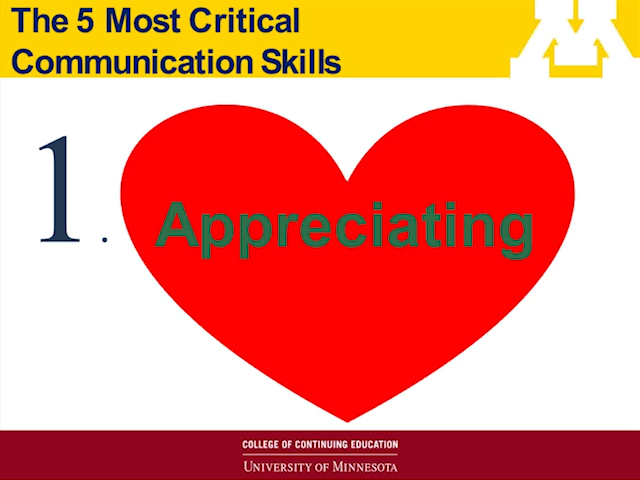 The 5 Most Critical
Communication Skills
1.
Appreciating
COLLEGE OF CONTINUING EDUCATION
UNIVERSITY OF MINNESOTA